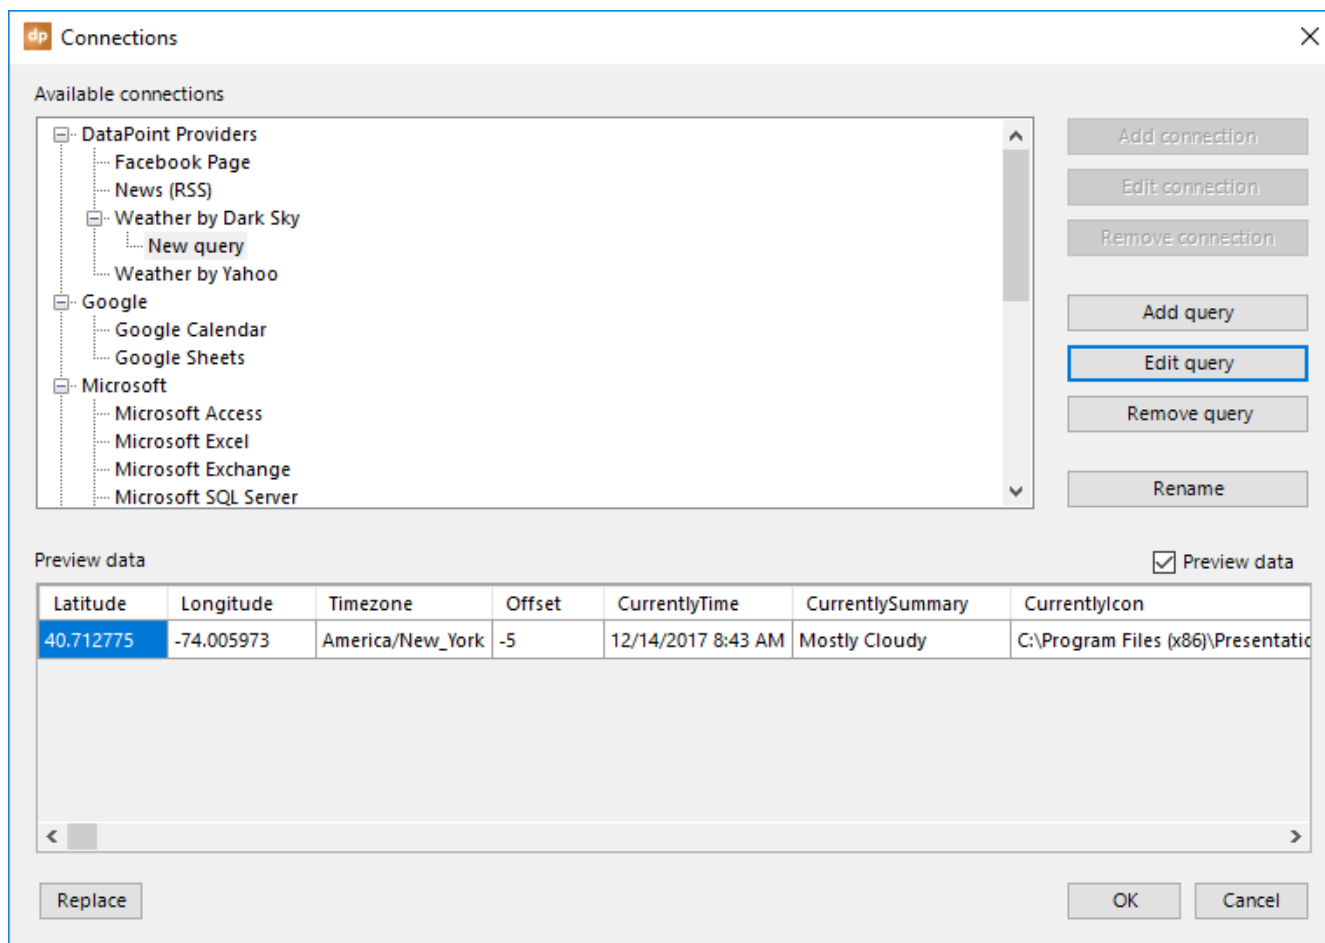 dp Connections
Available connections
DataPoint Providers
Facebook Page
News (RSS)
Weather by Dark Sky
New query
Weather by Yahoo
Google
Google Calendar
Google Sheets
Microsoft
Microsoft Access
Microsoft Excel
Microsoft Exchange
Microsoft SQL Server
Add connection
Edit connection
Remove connection
Add query
Edit query
Remove query
Rename
Preview data
Preview data
Latitude Longitude Timezone Offset CurrentlyTime CurrentlySummary CurrentlyIcon
40.712775 -74.005973 America/New_York -5 12/14/2017 8:43 AM Mostly Cloudy C:\Program Files (x86)\Presentatio
Replace OK Cancel